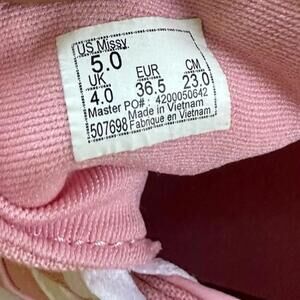 US Missy
5.0
UK EUR CM
4.0 36.5 23.0
Master PO#: 4200050642
Made in Vietnam
507698 Fabriqué en Vietnam